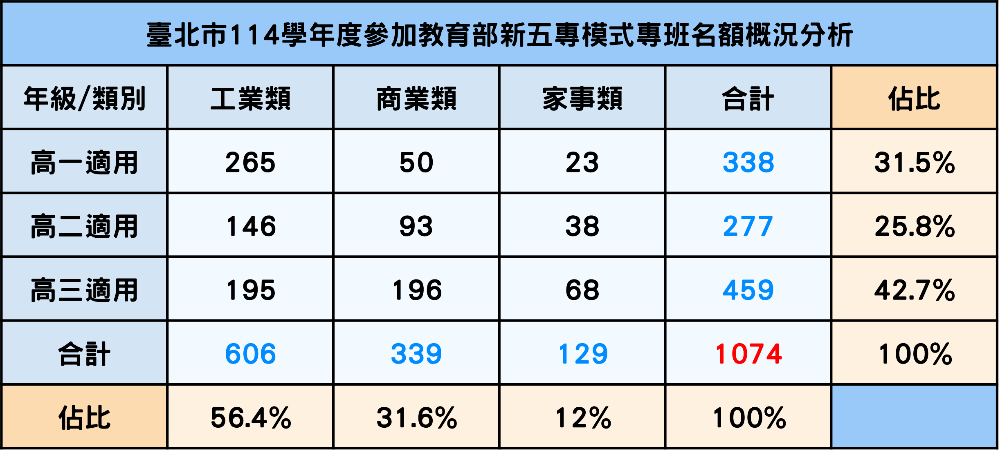 臺北市114學年度參加教育部新五專模式專班名額概況分析
年級/類別 工業類 商業類 家事類 合計 佔比
高一適用 265 50 23 338 31.5%
高二適用 146 93 38 277 25.8%
高三適用 195 196 68 459 42.7%
合計 606 339 129 1074 100%
佔比 56.4% 31.6% 12% 100%